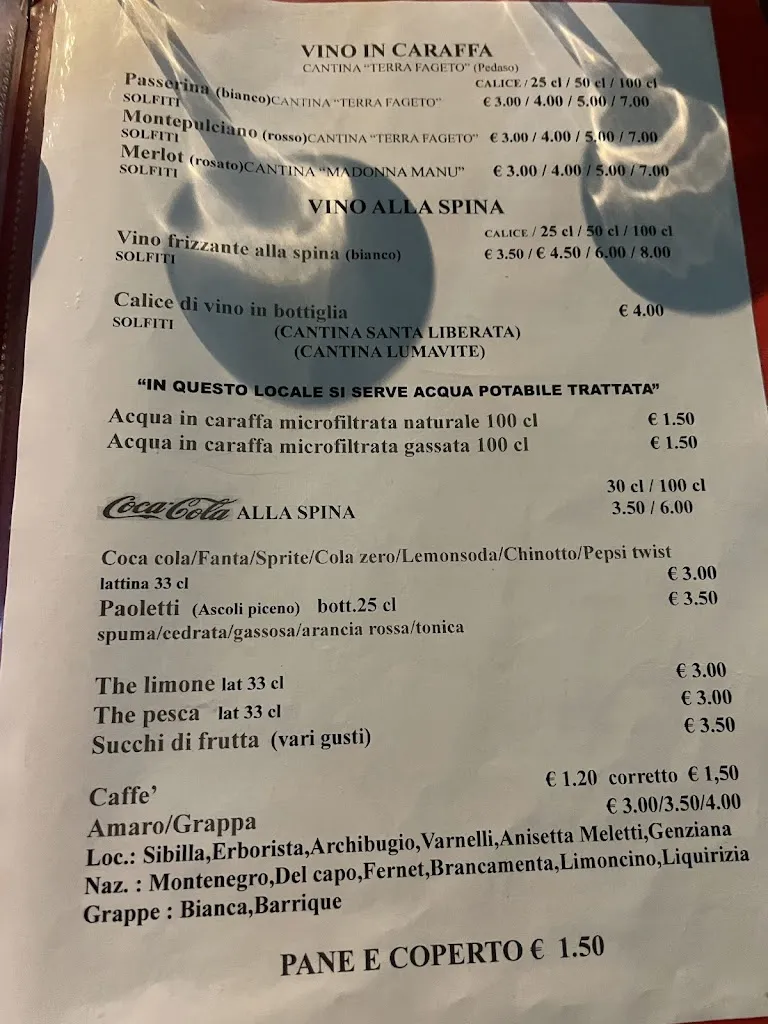 VINO IN CARAFFA
CANTINA "TERRA FAGETO" (Pedaso)
CALICE / 25 cl / 50 cl / 100 cl
Passerina (bianco)CANTINA "TERRA FAGETO" € 3.00 / 4.00 / 5.00 / 7.00
SOLFITI
Montepulciano (rosso)CANTINA "TERRA FAGETO" € 3.00 / 4.00 / 5.00 / 7.00
SOLFITI
Merlot (rosato)CANTINA "MADONNA MANU" € 3.00 / 4.00 / 5.00 / 7.00
SOLFITI
VINO ALLA SPINA
CALICE / 25 cl / 50 cl / 100 cl
Vino frizzante alla spina (bianco) € 3.50 / € 4.50 / 6.00 / 8.00
SOLFITI
Calice di vino in bottiglia € 4.00
SOLFITI (CANTINA SANTA LIBERATA)
(CANTINA LUMAVITE)
"IN QUESTO LOCALE SI SERVE ACQUA POTABILE TRATTATA"
Acqua in caraffa microfiltrata naturale 100 cl € 1.50
Acqua in caraffa microfiltrata gassata 100 cl € 1.50
30 cl / 100 cl
Coca-Cola ALLA SPINA 3.50 / 6.00
Coca cola/Fanta/Sprite/Cola zero/Lemonsoda/Chinotto/Pepsi twist
lattina 33 cl € 3.00
Paoletti (Ascoli piceno) bott.25 cl € 3.50
spuma/cedrata/gassosa/arancia rossa/tonica
The limone lat 33 cl € 3.00
The pesca lat 33 cl € 3.00
Succhi di frutta (vari gusti) € 3.50
Caffe' € 1.20 corretto € 1,50
Amaro/Grappa € 3.00/3.50/4.00
Loc.: Sibilla,Erborista,Archibugio,Varnelli,Anisetta Meletti,Genziana
Naz. : Montenegro,Del capo,Fernet,Brancamenta,Limoncino,Liquirizia
Grappe : Bianca,Barrique
PANE E COPERTO € 1.50